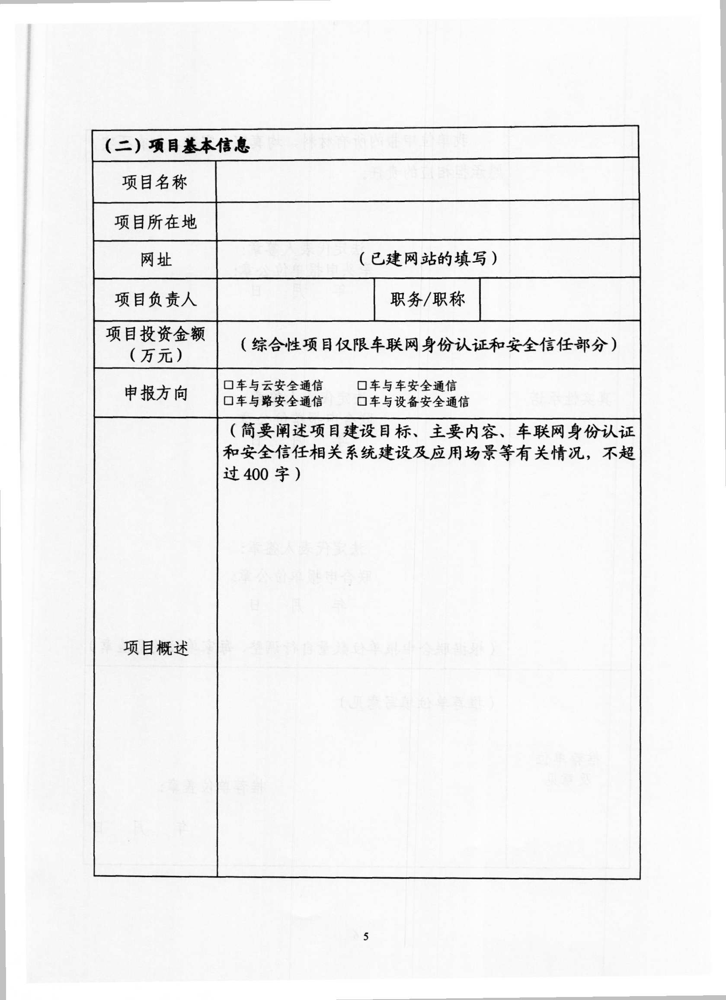 （二）项目基本信息
项目名称
项目所在地
网址
（已建网站的填写）
项目负责人
职务/职称
项目投资金额
（万元）
（综合性项目仅限车联网身份认证和安全信任部分）
申报方向
□车与云安全通信 □车与车安全通信
□车与路安全通信 □车与设备安全通信
项目概述
（简要阐述项目建设目标、主要内容、车联网身份认证
和安全信任相关系统建设及应用场景等有关情况，不超
过 400 字）
5